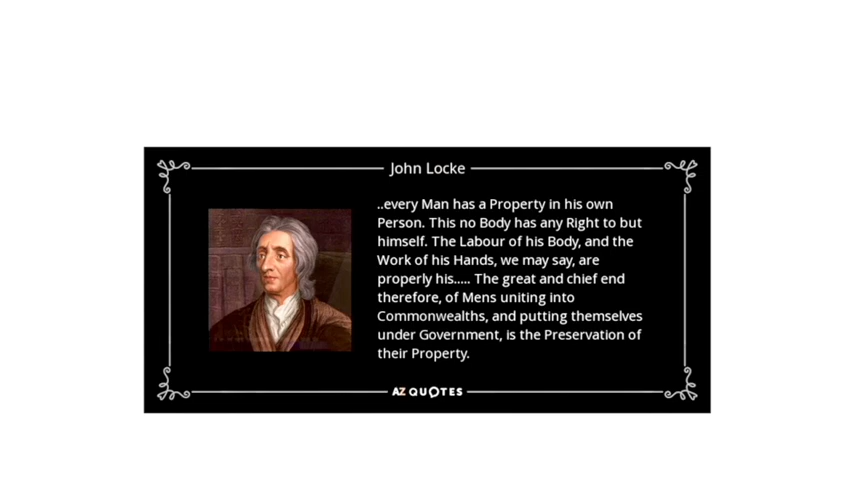 John Locke
..every Man has a Property in his own
Person. This no Body has any Right to but
himself. The Labour of his Body, and the
Work of his Hands, we may say, are
properly his..... The great and chief end
therefore, of Mens uniting into
Commonwealths, and putting themselves
under Government, is the Preservation of
their Property.
AZ QUOTES